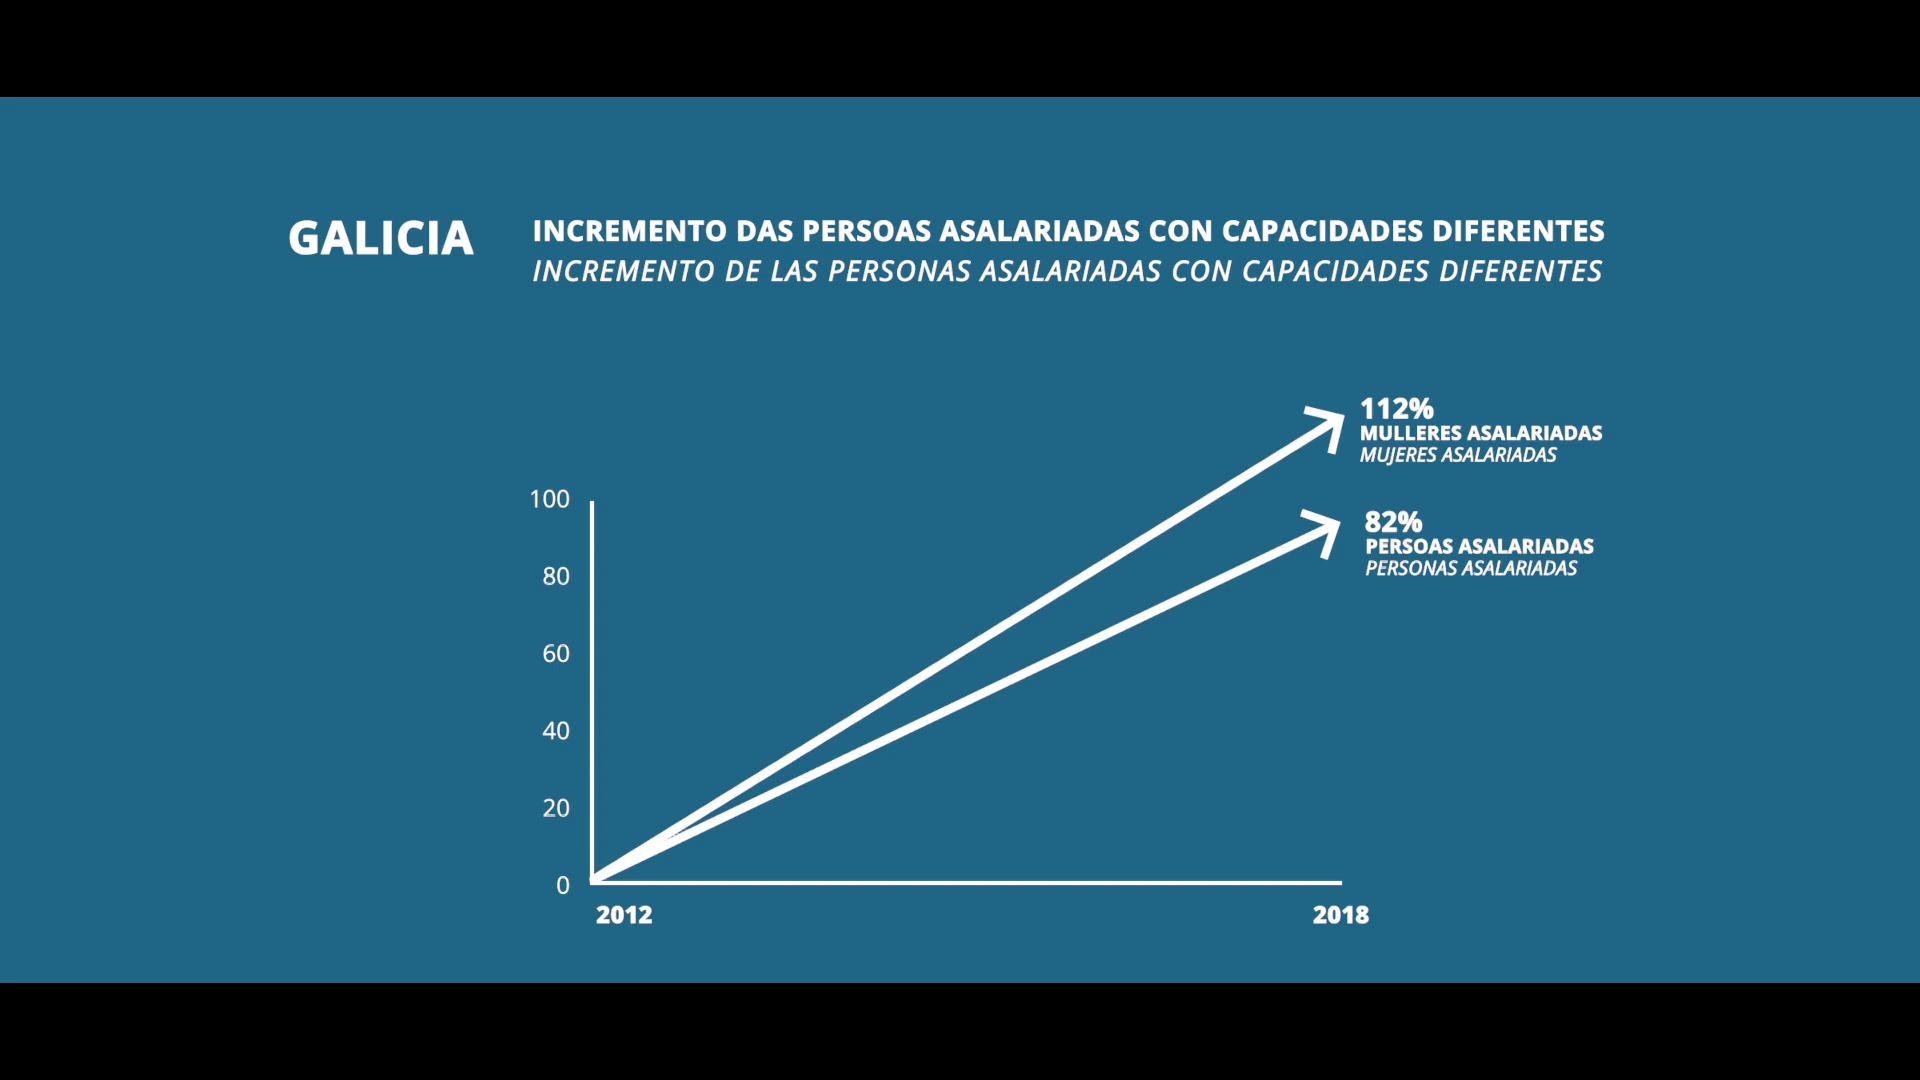 GALICIA
INCREMENTO DAS PERSOAS ASALARIADAS CON CAPACIDADES DIFERENTES
INCREMENTO DE LAS PERSONAS ASALARIADAS CON CAPACIDADES DIFERENTES
112%
MULLERES ASALARIADAS
MUJERES ASALARIADAS
82%
PERSOAS ASALARIADAS
PERSONAS ASALARIADAS
100
80
60
40
20
0
2012
2018